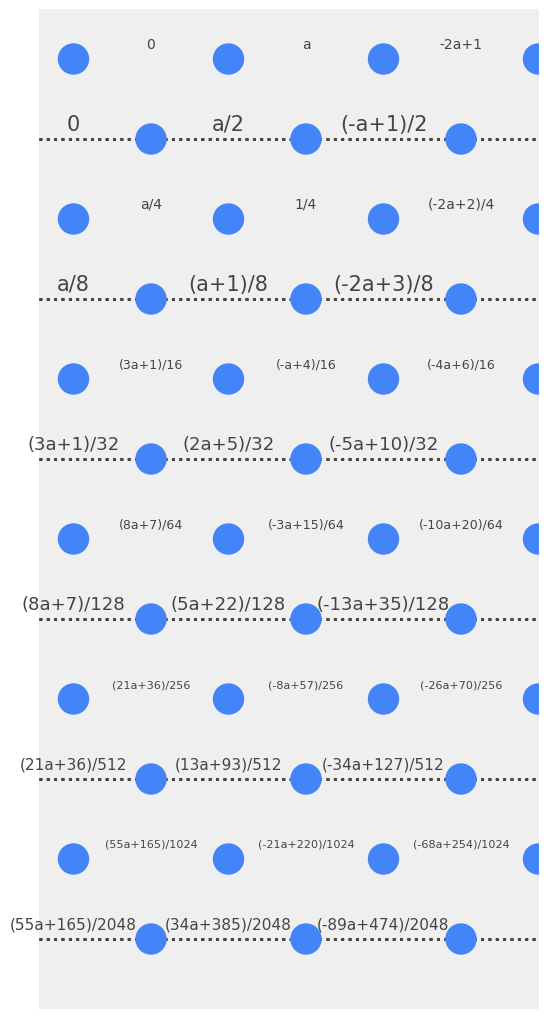 0 a -2a+1
0 a/2 (-a+1)/2
a/4 1/4 (-2a+2)/4
a/8 (a+1)/8 (-2a+3)/8
(3a+1)/16 (-a+4)/16 (-4a+6)/16
(3a+1)/32 (2a+5)/32 (-5a+10)/32
(8a+7)/64 (-3a+15)/64 (-10a+20)/64
(8a+7)/128 (5a+22)/128 (-13a+35)/128
(21a+36)/256 (-8a+57)/256 (-26a+70)/256
(21a+36)/512 (13a+93)/512 (-34a+127)/512
(55a+165)/1024 (-21a+220)/1024 (-68a+254)/1024
(55a+165)/2048 (34a+385)/2048 (-89a+474)/2048